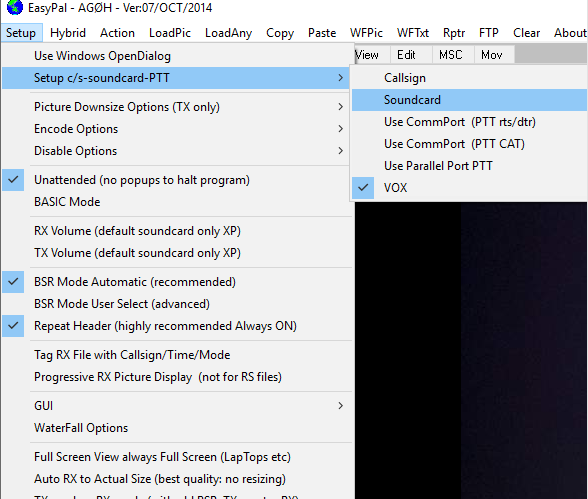 EasyPal - AGØH - Ver:07/OCT/2014
Setup Hybrid Action LoadPic LoadAny Copy Paste WFPic WFTxt Rptr FTP Clear About
View Edit MSC Mov
Use Windows OpenDialog
Setup c/s-soundcard-PTT
Callsign
Soundcard
Use CommPort (PTT rts/dtr)
Use CommPort (PTT CAT)
Use Parallel Port PTT
VOX
Picture Downsize Options (TX only)
Encode Options
Disable Options
Unattended (no popups to halt program)
BASIC Mode
RX Volume (default soundcard only XP)
TX Volume (default soundcard only XP)
BSR Mode Automatic (recommended)
BSR Mode User Select (advanced)
Repeat Header (highly recommended Always ON)
Tag RX File with Callsign/Time/Mode
Progressive RX Picture Display (not for RS files)
GUI
WaterFall Options
Full Screen View always Full Screen (LapTops etc)
Auto RX to Actual Size (best quality: no resizing)